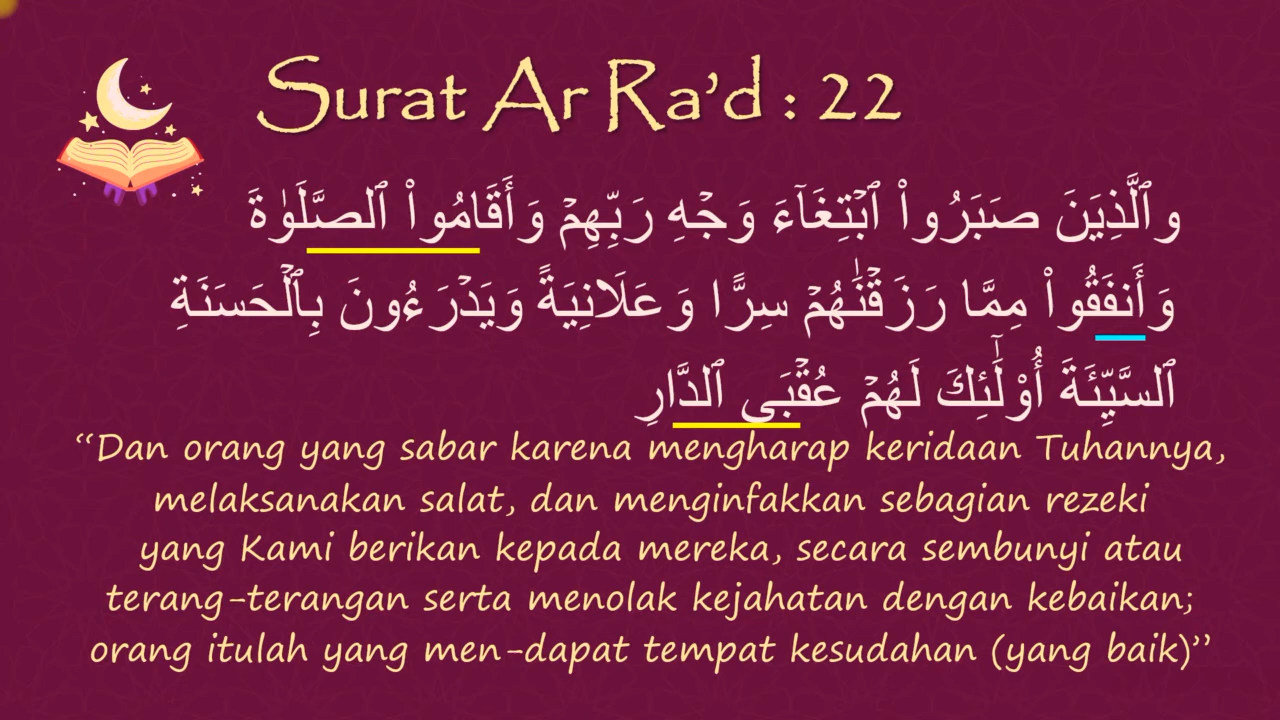 Surat Ar Ra’d : 22
وٱلَّذِينَ صَبَرُواْ ٱبۡتِغَآءَ وَجۡهِ رَبِّهِمۡ وَأَقَامُواْ ٱلصَّلَوٰةَ
وَأَنفَقُواْ مِمَّا رَزَقۡنَٰهُمۡ سِرًّا وَعَلَانِيَةً وَيَدۡرَءُونَ بِٱلۡحَسَنَةِ
ٱلسَّيِّئَةَ أُوْلَٰٓئِكَ لَهُمۡ عُقۡبَى ٱلدَّارِ
“Dan orang yang sabar karena mengharap keridaan Tuhannya,
melaksanakan salat, dan menginfakkan sebagian rezeki
yang Kami berikan kepada mereka, secara sembunyi atau
terang-terangan serta menolak kejahatan dengan kebaikan;
orang itulah yang men-dapat tempat kesudahan (yang baik)”